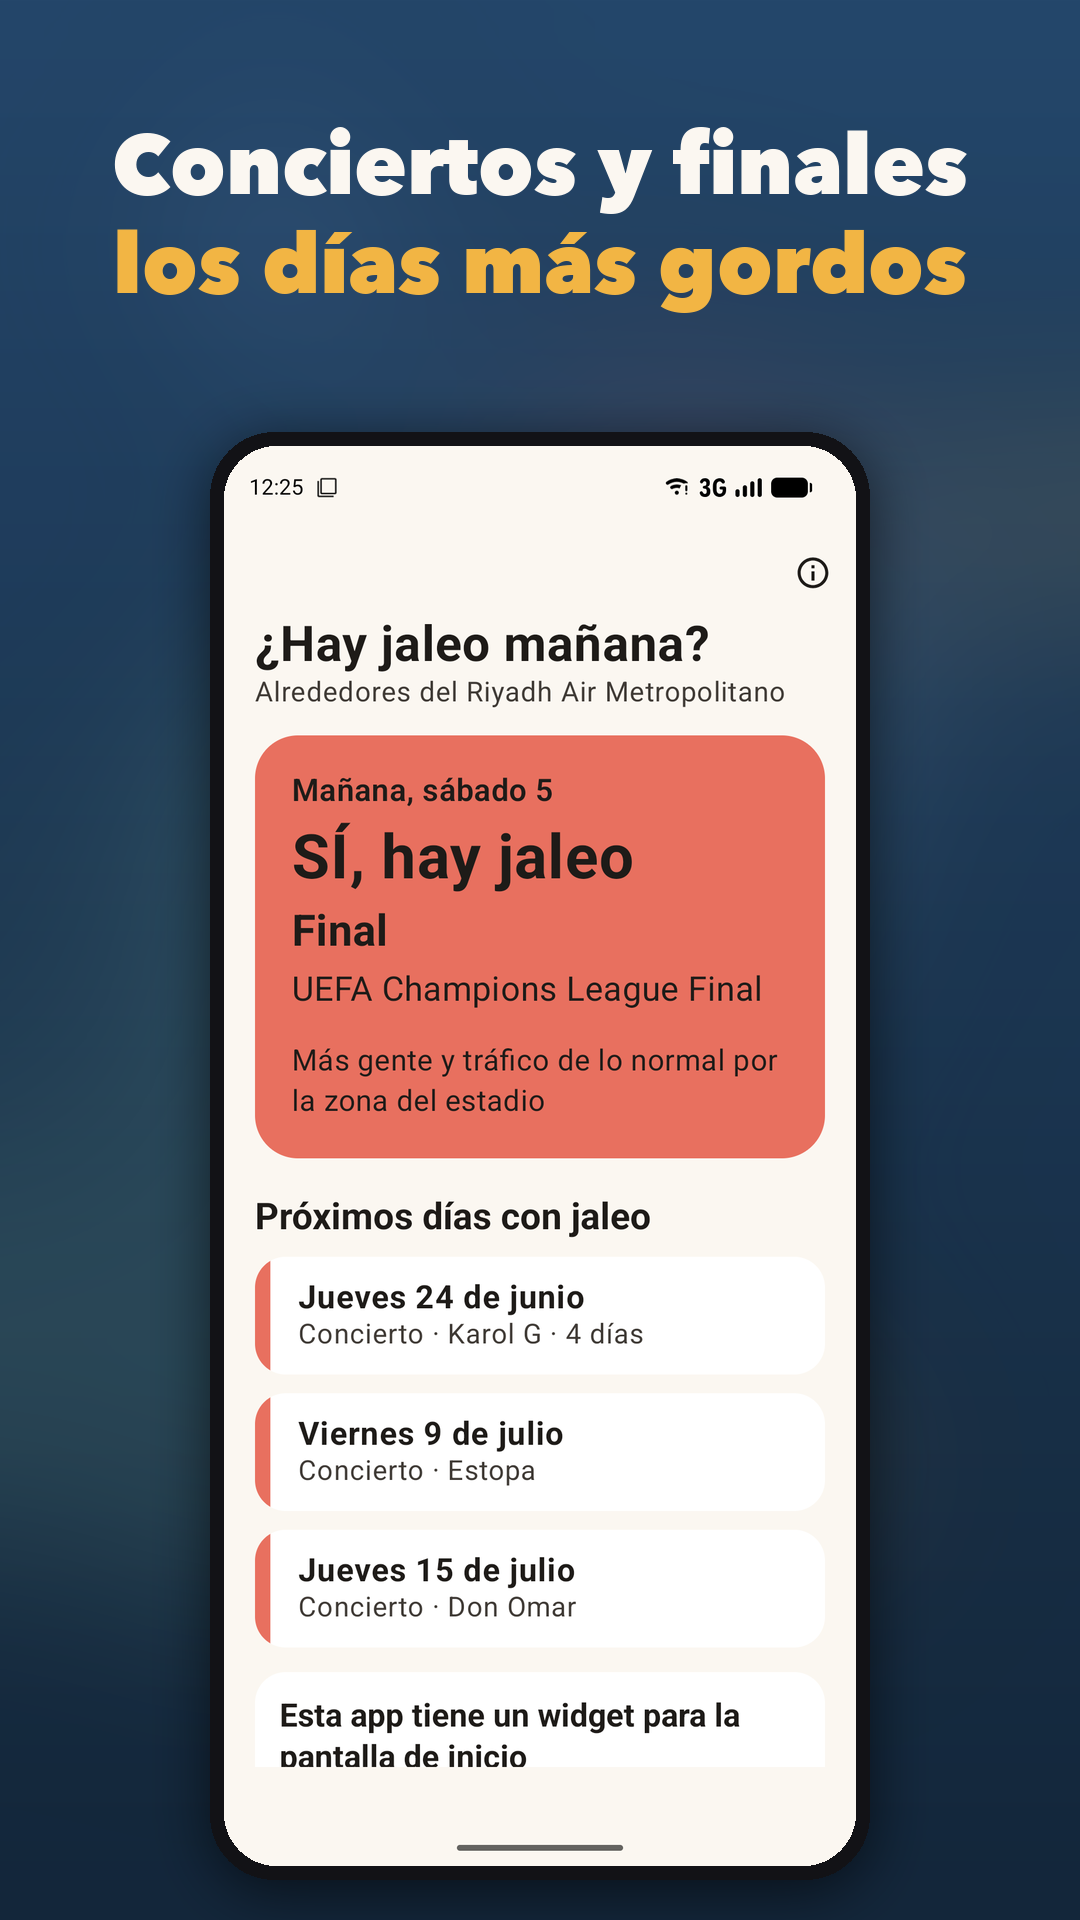 Conciertos y finales
los días más gordos
12:25
3G
¿Hay jaleo mañana?
Alrededores del Riyadh Air Metropolitano
Mañana, sábado 5
SÍ, hay jaleo
Final
UEFA Champions League Final
Más gente y tráfico de lo normal por
la zona del estadio
Próximos días con jaleo
Jueves 24 de junio
Concierto · Karol G · 4 días
Viernes 9 de julio
Concierto · Estopa
Jueves 15 de julio
Concierto · Don Omar
Esta app tiene un widget para la
pantalla de inicio